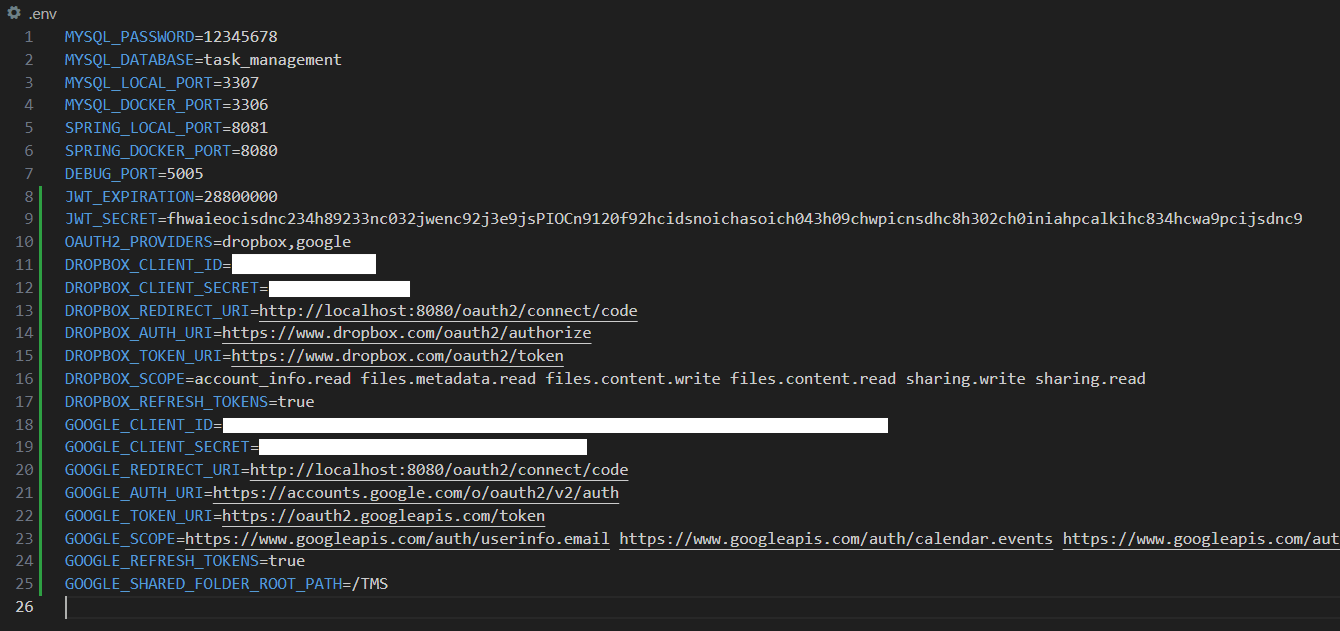 .env
1 MYSQL_PASSWORD=12345678
2 MYSQL_DATABASE=task_management
3 MYSQL_LOCAL_PORT=3307
4 MYSQL_DOCKER_PORT=3306
5 SPRING_LOCAL_PORT=8081
6 SPRING_DOCKER_PORT=8080
7 DEBUG_PORT=5005
8 JWT_EXPIRATION=28800000
9 JWT_SECRET=fhwaieocisdnc234h89233nc032jwenc92j3e9jsPIOCn9120f92hcidsnoichasoich043h09chwpicnsdhc8h302ch0iniahpcalkihc834hcwa9pcijsdnc9
10 OAUTH2_PROVIDERS=dropbox,google
11 DROPBOX_CLIENT_ID=
12 DROPBOX_CLIENT_SECRET=
13 DROPBOX_REDIRECT_URI=http://localhost:8080/oauth2/connect/code
14 DROPBOX_AUTH_URI=https://www.dropbox.com/oauth2/authorize
15 DROPBOX_TOKEN_URI=https://www.dropbox.com/oauth2/token
16 DROPBOX_SCOPE=account_info.read files.metadata.read files.content.write files.content.read sharing.write sharing.read
17 DROPBOX_REFRESH_TOKENS=true
18 GOOGLE_CLIENT_ID=
19 GOOGLE_CLIENT_SECRET=
20 GOOGLE_REDIRECT_URI=http://localhost:8080/oauth2/connect/code
21 GOOGLE_AUTH_URI=https://accounts.google.com/o/oauth2/v2/auth
22 GOOGLE_TOKEN_URI=https://oauth2.googleapis.com/token
23 GOOGLE_SCOPE=https://www.googleapis.com/auth/userinfo.email https://www.googleapis.com/auth/calendar.events https://www.googleapis.com/aut
24 GOOGLE_REFRESH_TOKENS=true
25 GOOGLE_SHARED_FOLDER_ROOT_PATH=/TMS
26